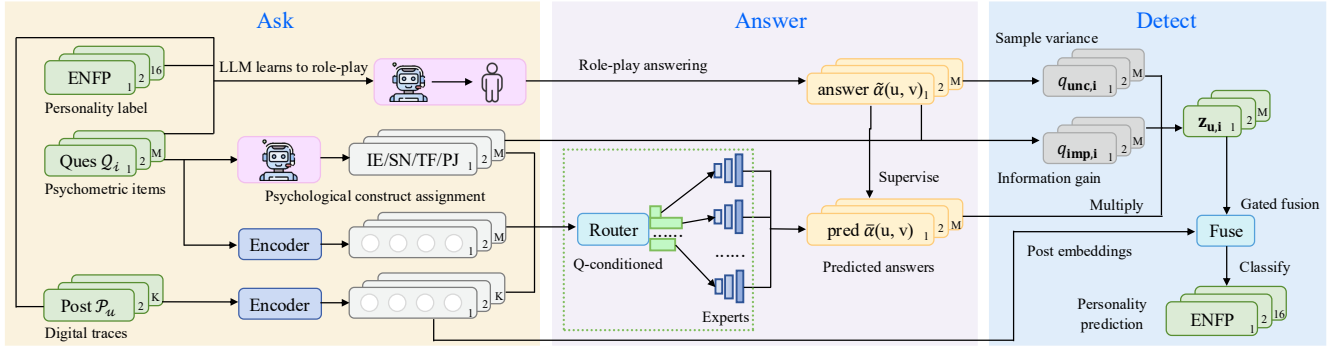 Ask
Answer
Detect
ENFP
1
2
16
Personality label
LLM learns to role-play
Role-play answering
answer α̃(u, v)
1
2
M
Sample variance
q_unc,i
1
2
M
Ques 𝒬_i
1
2
M
Psychometric items
IE/SN/TF/PJ
1
2
M
Psychological construct assignment
q_imp,i
1
2
M
Information gain
z_u,i
1
2
M
Supervise
Multiply
Gated fusion
Encoder
1
2
M
Router
Q-conditioned
......
......
Experts
pred α̃(u, v)
1
2
M
Predicted answers
Fuse
Post embeddings
Classify
Post 𝒫_u
1
2
K
Digital traces
Encoder
1
2
K
Personality
prediction
ENFP
1
2
16